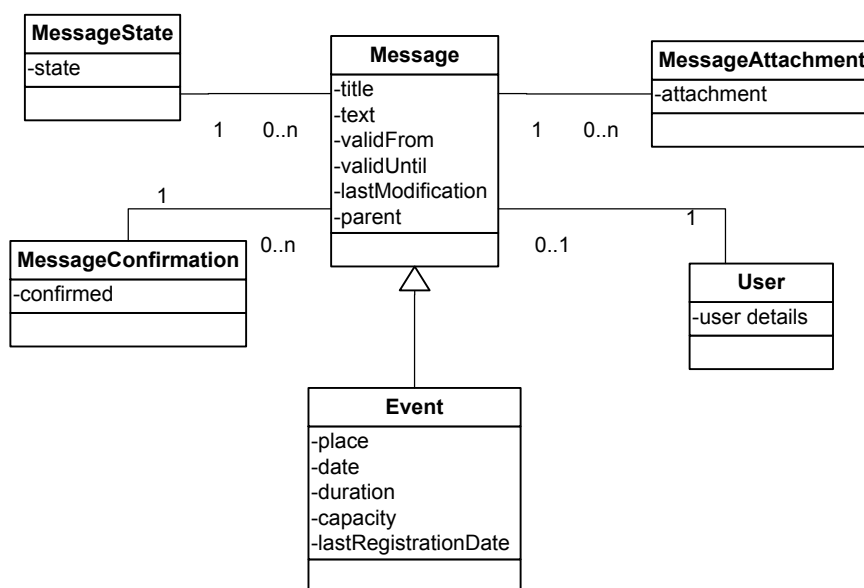 MessageState
-state
1 0..n
Message
-title
-text
-validFrom
-validUntil
-lastModification
-parent
MessageAttachment
-attachment
1 0..n
1
0..n
MessageConfirmation
-confirmed
1
0..1
User
-user details
Event
-place
-date
-duration
-capacity
-lastRegistrationDate